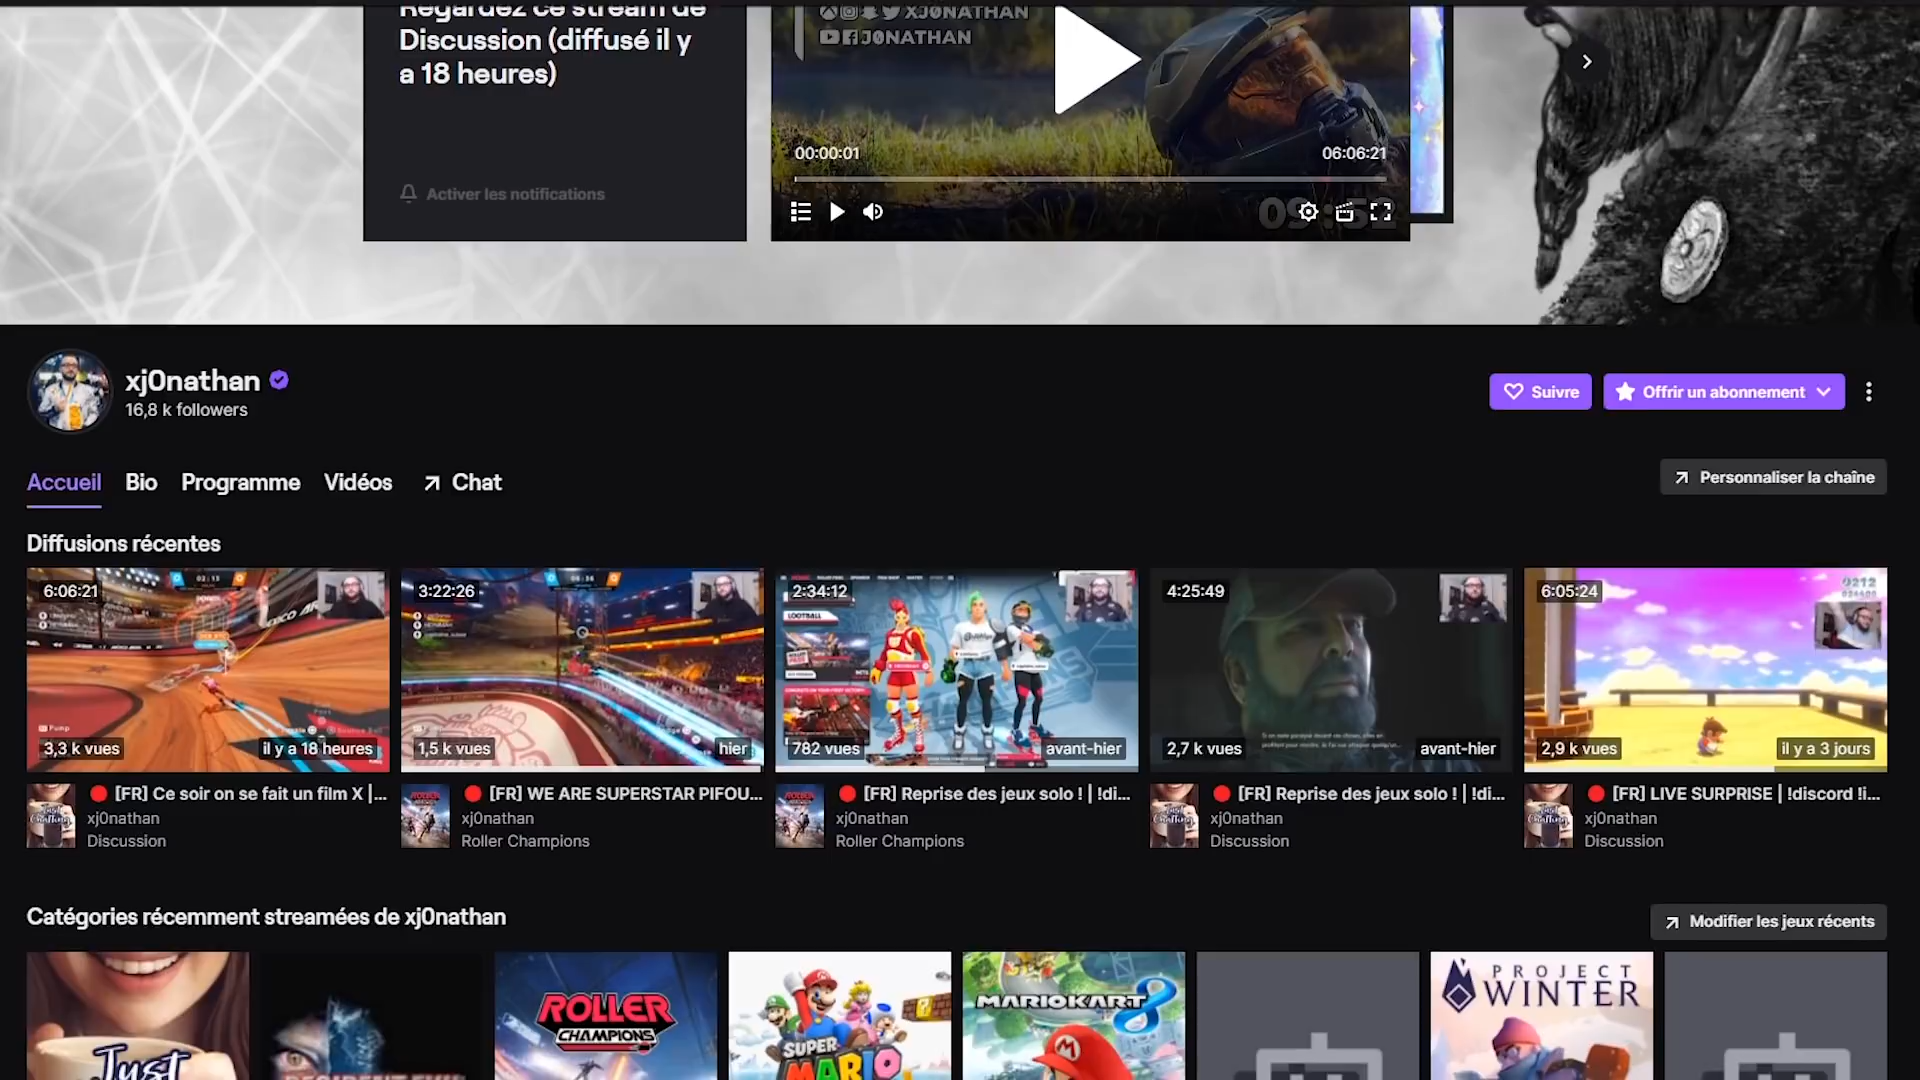 Regardez ce stream de
Discussion (diffusé il y
a 18 heures)
Activer les notifications
XJ0NATHAN
J0NATHAN
00:00:01
06:06:21
xj0nathan
16,8 k followers
Suivre
Offrir un abonnement
Accueil
Bio
Programme
Vidéos
Chat
Personnaliser la chaîne
Diffusions récentes
6:06:21
3,3 k vues
il y a 18 heures
3:22:26
1,5 k vues
hier
2:34:12
LOOTBALL
782 vues
avant-hier
4:25:49
2,7 k vues
avant-hier
6:05:24
2,9 k vues
il y a 3 jours
[FR] Ce soir on se fait un film X |...
xj0nathan
Discussion
[FR] WE ARE SUPERSTAR PIFOU...
xj0nathan
Roller Champions
[FR] Reprise des jeux solo ! | !di...
xj0nathan
Roller Champions
[FR] Reprise des jeux solo ! | !di...
xj0nathan
Discussion
[FR] LIVE SURPRISE | !discord !i...
xj0nathan
Discussion
Catégories récemment streamées de xj0nathan
Modifier les jeux récents
Just
RESIDENT EVIL
ROLLER
CHAMPIONS
SUPER
MARIO
MARIOKART 8
PROJECT
WINTER